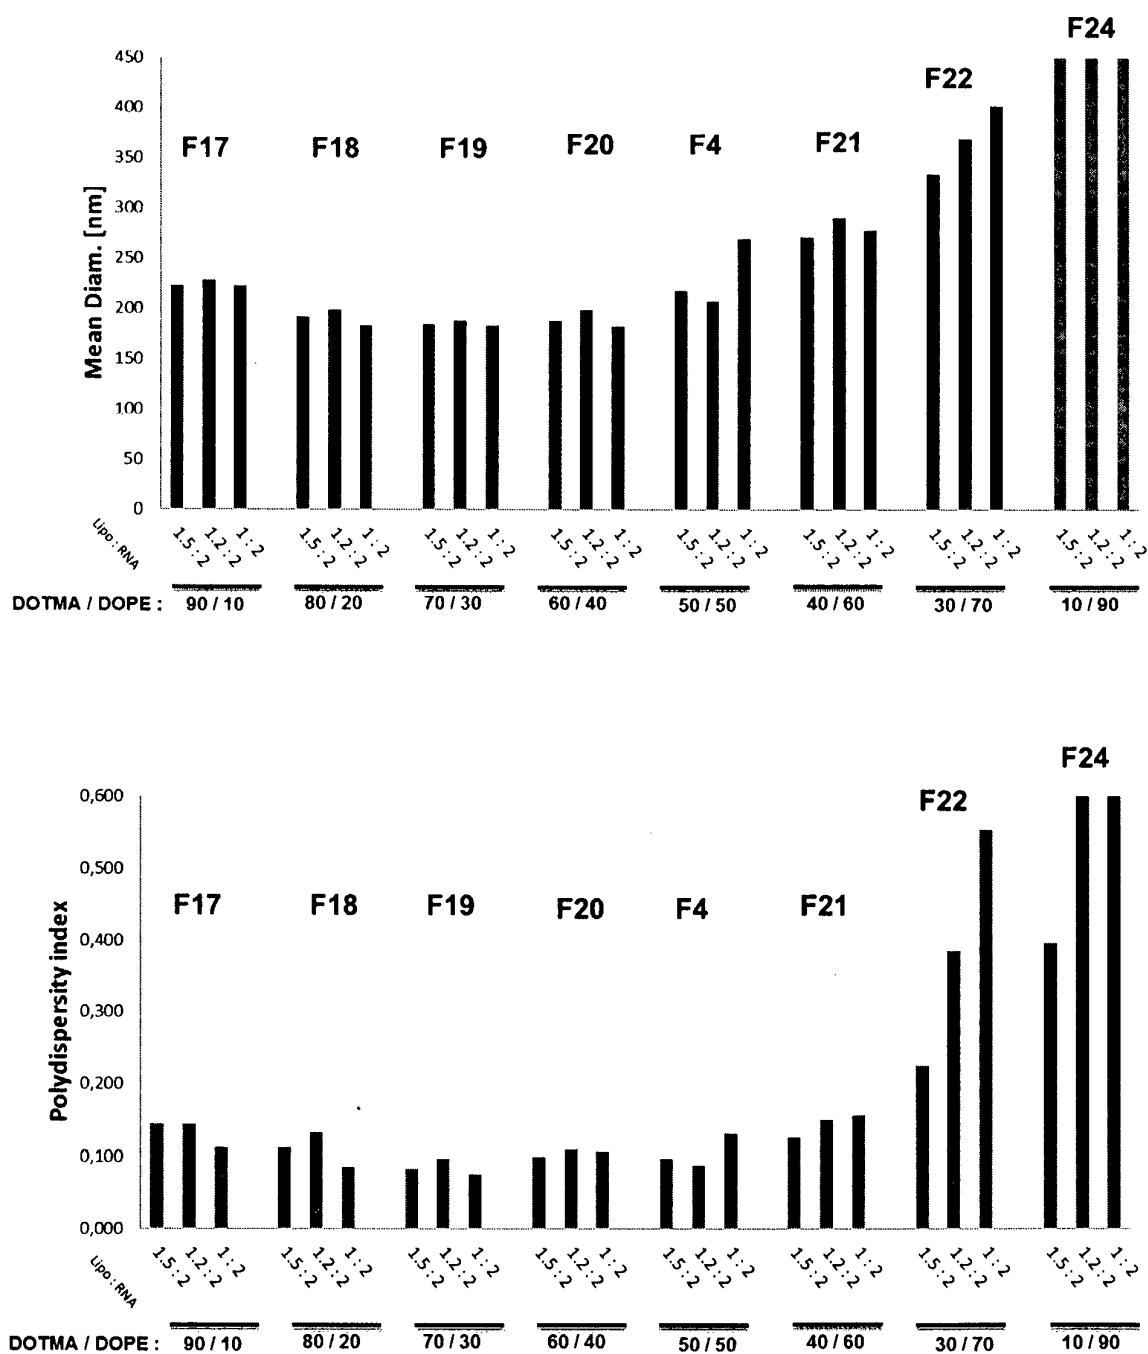 F24
450
F22
400
350
F17 F18 F19 F20 F4 F21
300
250
200
150
100
50
0
Mean Diam. [nm]
Lipo : RNA 1.5 : 2 1.2 : 2 1 : 2 1.5 : 2 1.2 : 2 1 : 2 1.5 : 2 1.2 : 2 1 : 2 1.5 : 2 1.2 : 2 1 : 2 1.5 : 2 1.2 : 2 1 : 2 1.5 : 2 1.2 : 2 1 : 2 1.5 : 2 1.2 : 2 1 : 2 1.5 : 2 1.2 : 2 1 : 2
DOTMA / DOPE : 90 / 10 80 / 20 70 / 30 60 / 40 50 / 50 40 / 60 30 / 70 10 / 90
F24
0,600
F22
0,500
F17 F18 F19 F20 F4 F21
0,400
0,300
0,200
0,100
0,000
Polydispersity index
Lipo : RNA 1.5 : 2 1.2 : 2 1 : 2 1.5 : 2 1.2 : 2 1 : 2 1.5 : 2 1.2 : 2 1 : 2 1.5 : 2 1.2 : 2 1 : 2 1.5 : 2 1.2 : 2 1 : 2 1.5 : 2 1.2 : 2 1 : 2 1.5 : 2 1.2 : 2 1 : 2 1.5 : 2 1.2 : 2 1 : 2
DOTMA / DOPE : 90 / 10 80 / 20 70 / 30 60 / 40 50 / 50 40 / 60 30 / 70 10 / 90